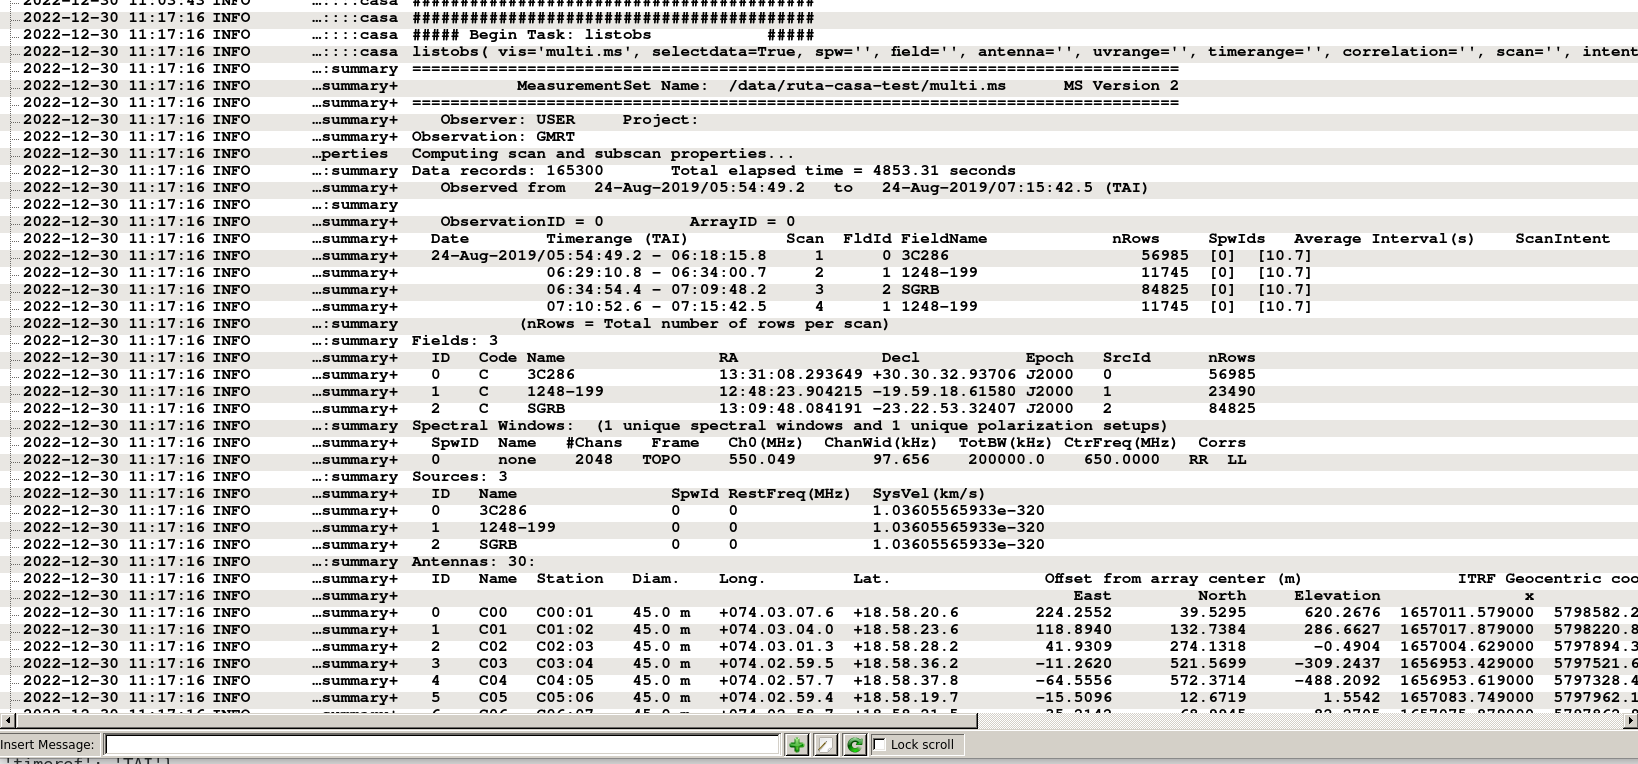 2022-12-30 11:03:43 INFO …::::casa ##########################################
2022-12-30 11:17:16 INFO …::::casa ##########################################
2022-12-30 11:17:16 INFO …::::casa ##### Begin Task: listobs #####
2022-12-30 11:17:16 INFO …::::casa listobs( vis='multi.ms', selectdata=True, spw='', field='', antenna='', uvrange='', timerange='', correlation='', scan='', intent
2022-12-30 11:17:16 INFO …:summary ================================================================================
2022-12-30 11:17:16 INFO …summary+ MeasurementSet Name: /data/ruta-casa-test/multi.ms MS Version 2
2022-12-30 11:17:16 INFO …summary+ ================================================================================
2022-12-30 11:17:16 INFO …summary+ Observer: USER Project:
2022-12-30 11:17:16 INFO …summary+ Observation: GMRT
2022-12-30 11:17:16 INFO …perties Computing scan and subscan properties...
2022-12-30 11:17:16 INFO …:summary Data records: 165300 Total elapsed time = 4853.31 seconds
2022-12-30 11:17:16 INFO …summary+ Observed from 24-Aug-2019/05:54:49.2 to 24-Aug-2019/07:15:42.5 (TAI)
2022-12-30 11:17:16 INFO …:summary
2022-12-30 11:17:16 INFO …summary+ ObservationID = 0 ArrayID = 0
2022-12-30 11:17:16 INFO …summary+ Date Timerange (TAI) Scan FldId FieldName nRows SpwIds Average Interval(s) ScanIntent
2022-12-30 11:17:16 INFO …summary+ 24-Aug-2019/05:54:49.2 - 06:18:15.8 1 0 3C286 56985 [0] [10.7]
2022-12-30 11:17:16 INFO …summary+ 06:29:10.8 - 06:34:00.7 2 1 1248-199 11745 [0] [10.7]
2022-12-30 11:17:16 INFO …summary+ 06:34:54.4 - 07:09:48.2 3 2 SGRB 84825 [0] [10.7]
2022-12-30 11:17:16 INFO …summary+ 07:10:52.6 - 07:15:42.5 4 1 1248-199 11745 [0] [10.7]
2022-12-30 11:17:16 INFO …:summary (nRows = Total number of rows per scan)
2022-12-30 11:17:16 INFO …:summary Fields: 3
2022-12-30 11:17:16 INFO …summary+ ID Code Name RA Decl Epoch SrcId nRows
2022-12-30 11:17:16 INFO …summary+ 0 C 3C286 13:31:08.293649 +30.30.32.93706 J2000 0 56985
2022-12-30 11:17:16 INFO …summary+ 1 C 1248-199 12:48:23.904215 -19.59.18.61580 J2000 1 23490
2022-12-30 11:17:16 INFO …summary+ 2 C SGRB 13:09:48.084191 -23.22.53.32407 J2000 2 84825
2022-12-30 11:17:16 INFO …:summary Spectral Windows: (1 unique spectral windows and 1 unique polarization setups)
2022-12-30 11:17:16 INFO …summary+ SpwID Name #Chans Frame Ch0(MHz) ChanWid(kHz) TotBW(kHz) CtrFreq(MHz) Corrs
2022-12-30 11:17:16 INFO …summary+ 0 none 2048 TOPO 550.049 97.656 200000.0 650.0000 RR LL
2022-12-30 11:17:16 INFO …:summary Sources: 3
2022-12-30 11:17:16 INFO …summary+ ID Name SpwId RestFreq(MHz) SysVel(km/s)
2022-12-30 11:17:16 INFO …summary+ 0 3C286 0 0 1.03605565933e-320
2022-12-30 11:17:16 INFO …summary+ 1 1248-199 0 0 1.03605565933e-320
2022-12-30 11:17:16 INFO …summary+ 2 SGRB 0 0 1.03605565933e-320
2022-12-30 11:17:16 INFO …:summary Antennas: 30:
2022-12-30 11:17:16 INFO …summary+ ID Name Station Diam. Long. Lat. Offset from array center (m) ITRF Geocentric coo
2022-12-30 11:17:16 INFO …summary+ East North Elevation x
2022-12-30 11:17:16 INFO …summary+ 0 C00 C00:01 45.0 m +074.03.07.6 +18.58.20.6 224.2552 39.5295 620.2676 1657011.579000 5798582.2
2022-12-30 11:17:16 INFO …summary+ 1 C01 C01:02 45.0 m +074.03.04.0 +18.58.23.6 118.8940 132.7384 286.6627 1657017.879000 5798220.8
2022-12-30 11:17:16 INFO …summary+ 2 C02 C02:03 45.0 m +074.03.01.3 +18.58.28.2 41.9309 274.1318 -0.4904 1657004.629000 5797894.3
2022-12-30 11:17:16 INFO …summary+ 3 C03 C03:04 45.0 m +074.02.59.5 +18.58.36.2 -11.2620 521.5699 -309.2437 1656953.429000 5797521.6
2022-12-30 11:17:16 INFO …summary+ 4 C04 C04:05 45.0 m +074.02.57.7 +18.58.37.8 -64.5556 572.3714 -488.2092 1656953.619000 5797328.4
2022-12-30 11:17:16 INFO …summary+ 5 C05 C05:06 45.0 m +074.02.59.4 +18.58.19.7 -15.5096 12.6719 1.5542 1657083.749000 5797962.1
Insert Message: Lock scroll